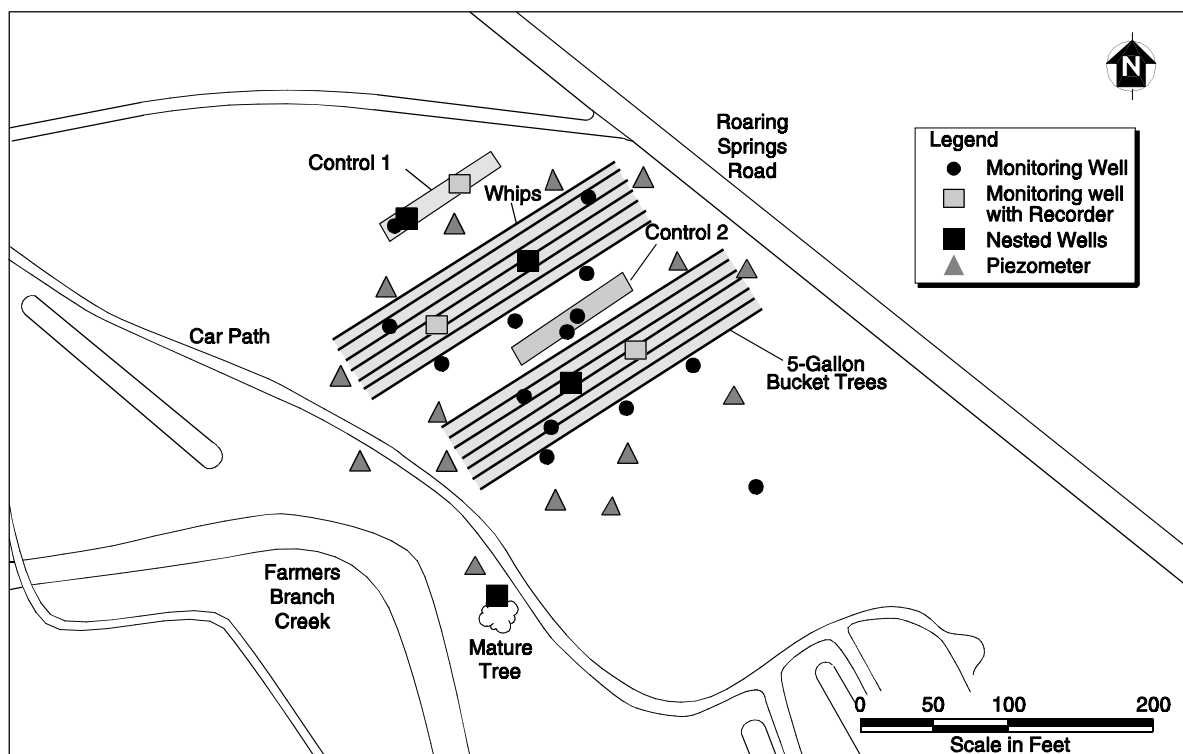 N
Roaring
Springs
Road
Legend
Monitoring Well
Monitoring well
with Recorder
Nested Wells
Piezometer
Control 1
Whips
Control 2
Car Path
5-Gallon
Bucket Trees
Farmers
Branch
Creek
Mature
Tree
0 50 100 200
Scale in Feet